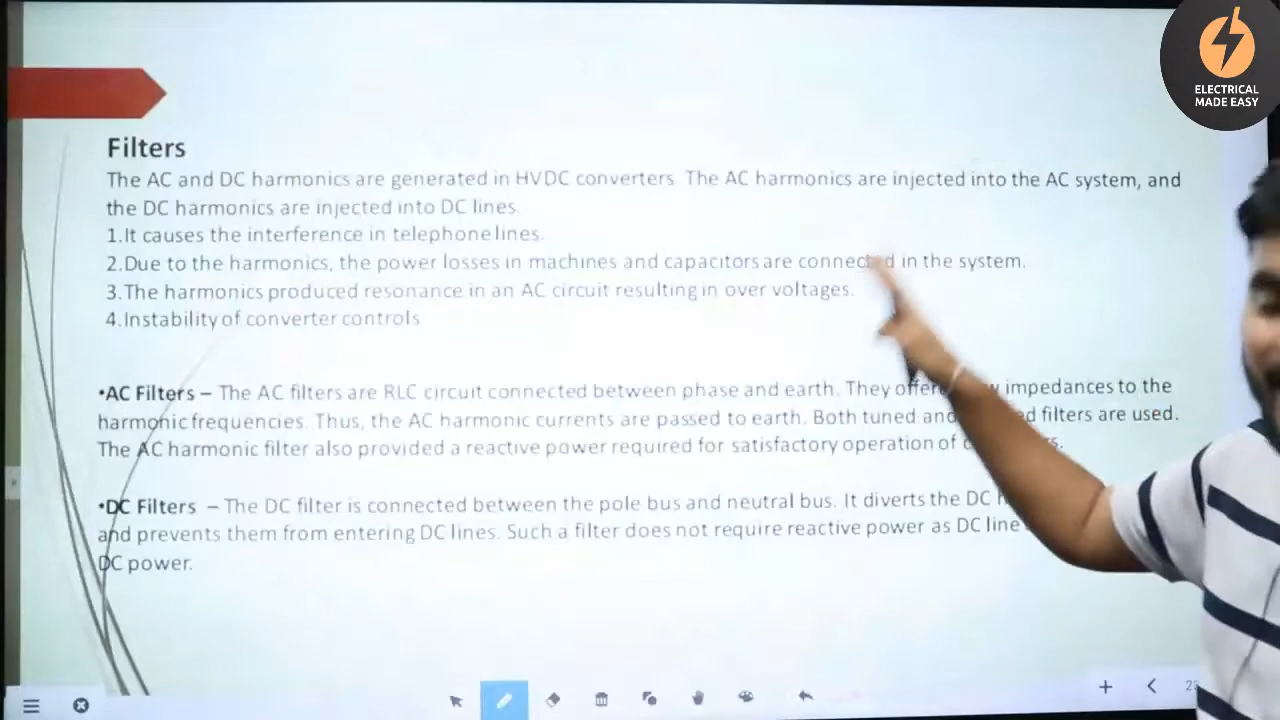 ELECTRICAL
MADE EASY
Filters
The AC and DC harmonics are generated in HVDC converters. The AC harmonics are injected into the AC system, and
the DC harmonics are injected into DC lines.
1.It causes the interference in telephone lines.
2.Due to the harmonics, the power losses in machines and capacitors are connected in the system.
3.The harmonics produced resonance in an AC circuit resulting in over voltages.
4.Instability of converter controls
•AC Filters – The AC filters are RLC circuit connected between phase and earth. They offered impedances to the
harmonic frequencies. Thus, the AC harmonic currents are passed to earth. Both tuned and filters are used.
The AC harmonic filter also provided a reactive power required for satisfactory operation of
•DC Filters – The DC filter is connected between the pole bus and neutral bus. It diverts the DC
and prevents them from entering DC lines. Such a filter does not require reactive power as DC line
DC power.